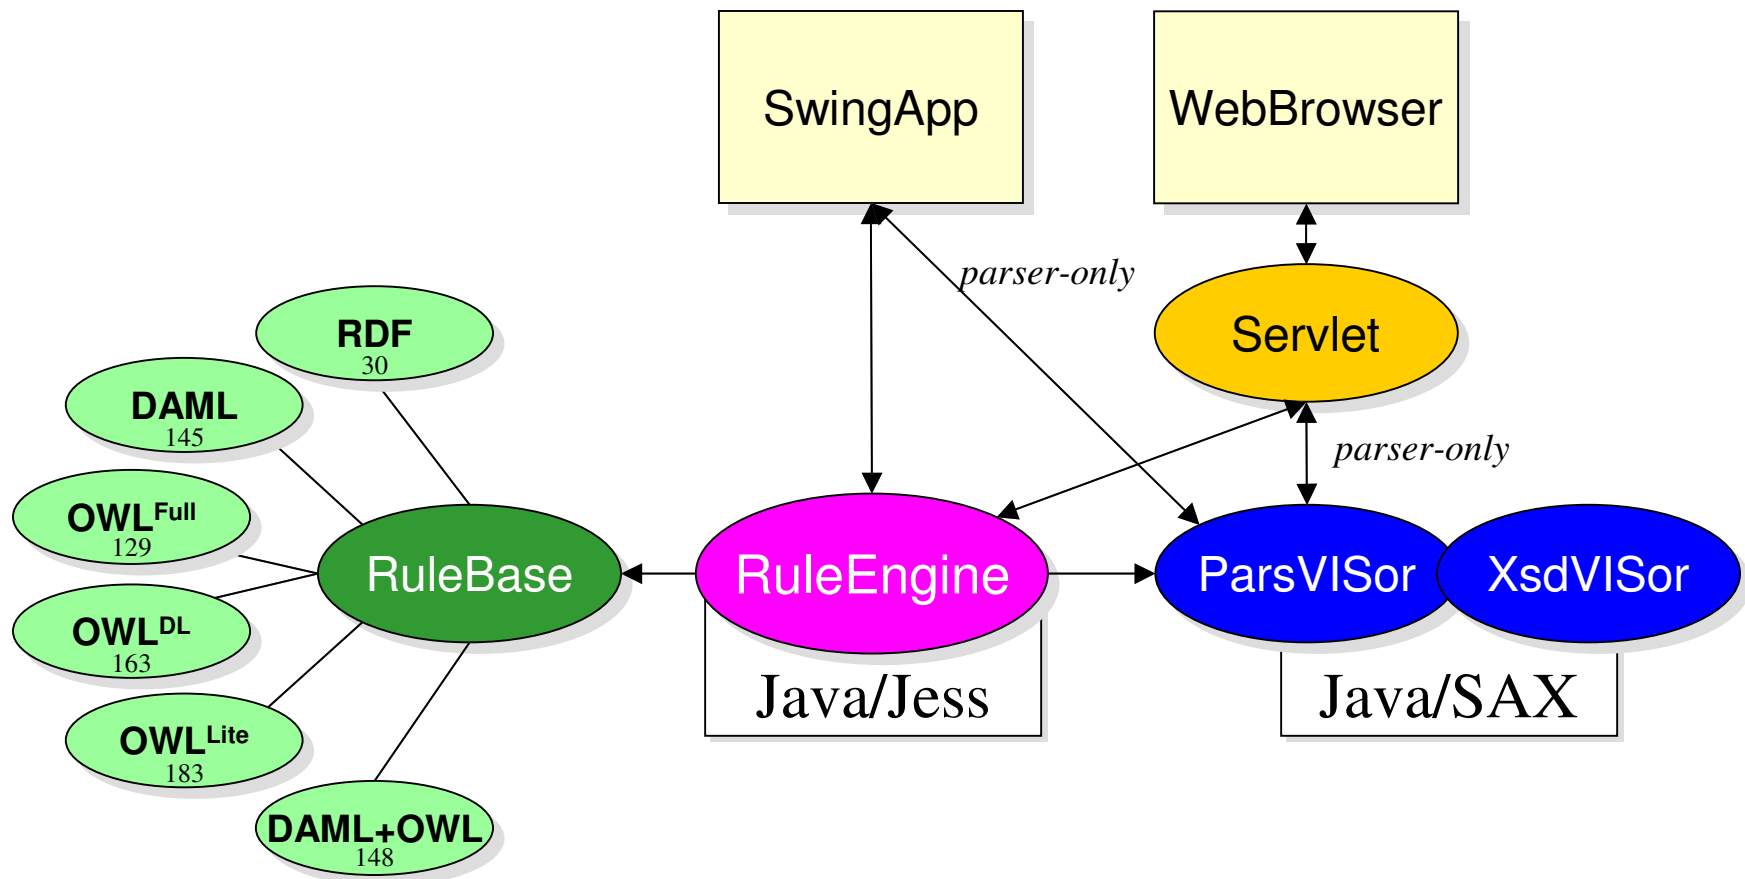 SwingApp
WebBrowser
parser-only
Servlet
RDF
30
DAML
145
parser-only
OWLFull
129
RuleBase
RuleEngine
ParsVISor
XsdVISor
OWLDL
163
Java/Jess
Java/SAX
OWLLite
183
DAML+OWL
148